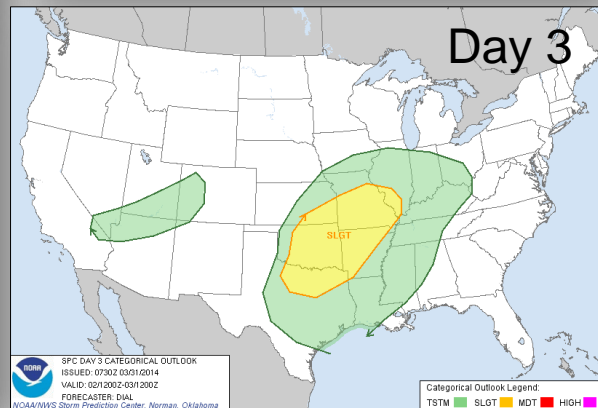 Day 3
SLGT
NOAA
SPC DAY 3 CATEGORICAL OUTLOOK
ISSUED: 0730Z 03/31/2014
VALID: 02/1200Z-03/1200Z
FORECASTER: DIAL
NOAA/NWS Storm Prediction Center, Norman, Oklahoma
Categorical Outlook Legend:
TSTM SLGT MDT HIGH